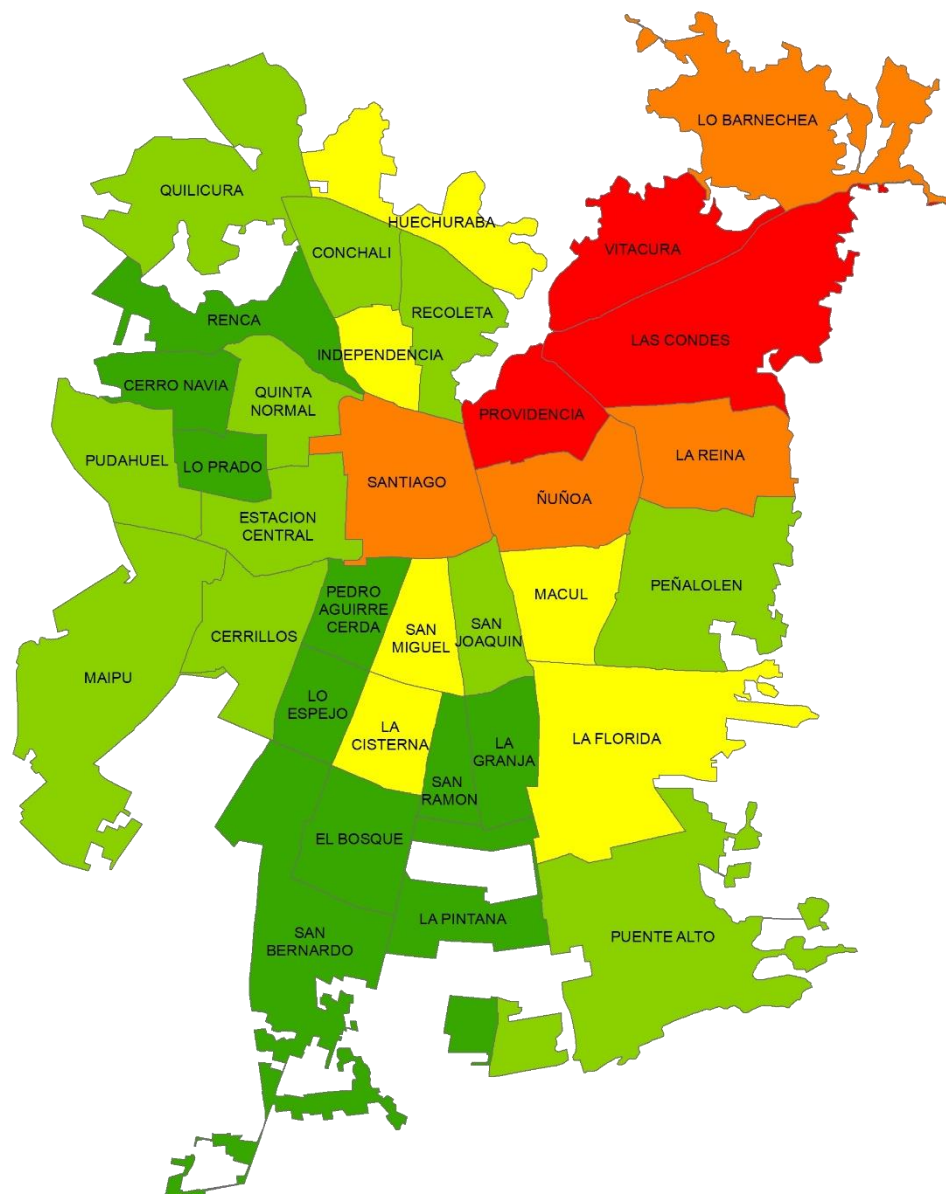 LO BARNECHEA
QUILICURA
HUECHURABA
VITACURA
CONCHALI
RECOLETA
RENCA
LAS CONDES
INDEPENDENCIA
CERRO NAVIA
QUINTA
NORMAL
PROVIDENCIA
PUDAHUEL
LO PRADO
LA REINA
SANTIAGO
ÑUÑOA
ESTACION
CENTRAL
PEDRO
AGUIRRE
CERDA
MACUL
PEÑALOLEN
CERRILLOS
SAN
MIGUEL
SAN
JOAQUIN
MAIPU
LO
ESPEJO
LA
CISTERNA
LA
GRANJA
LA FLORIDA
SAN
RAMON
EL BOSQUE
LA PINTANA
SAN
BERNARDO
PUENTE ALTO